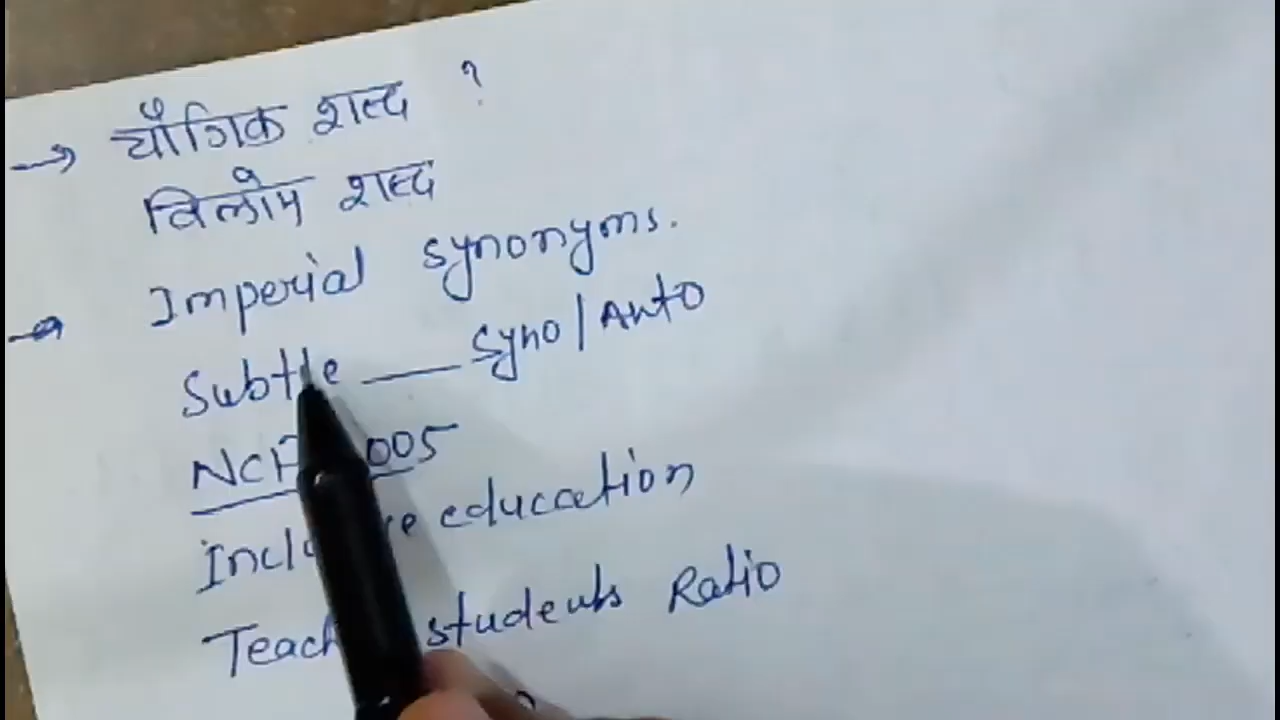 → यौगिक शब्द ?
विलोम शब्द
→ Imperial synonyms.
Subtle ___ Syno/Anto
005
education
students Ratio